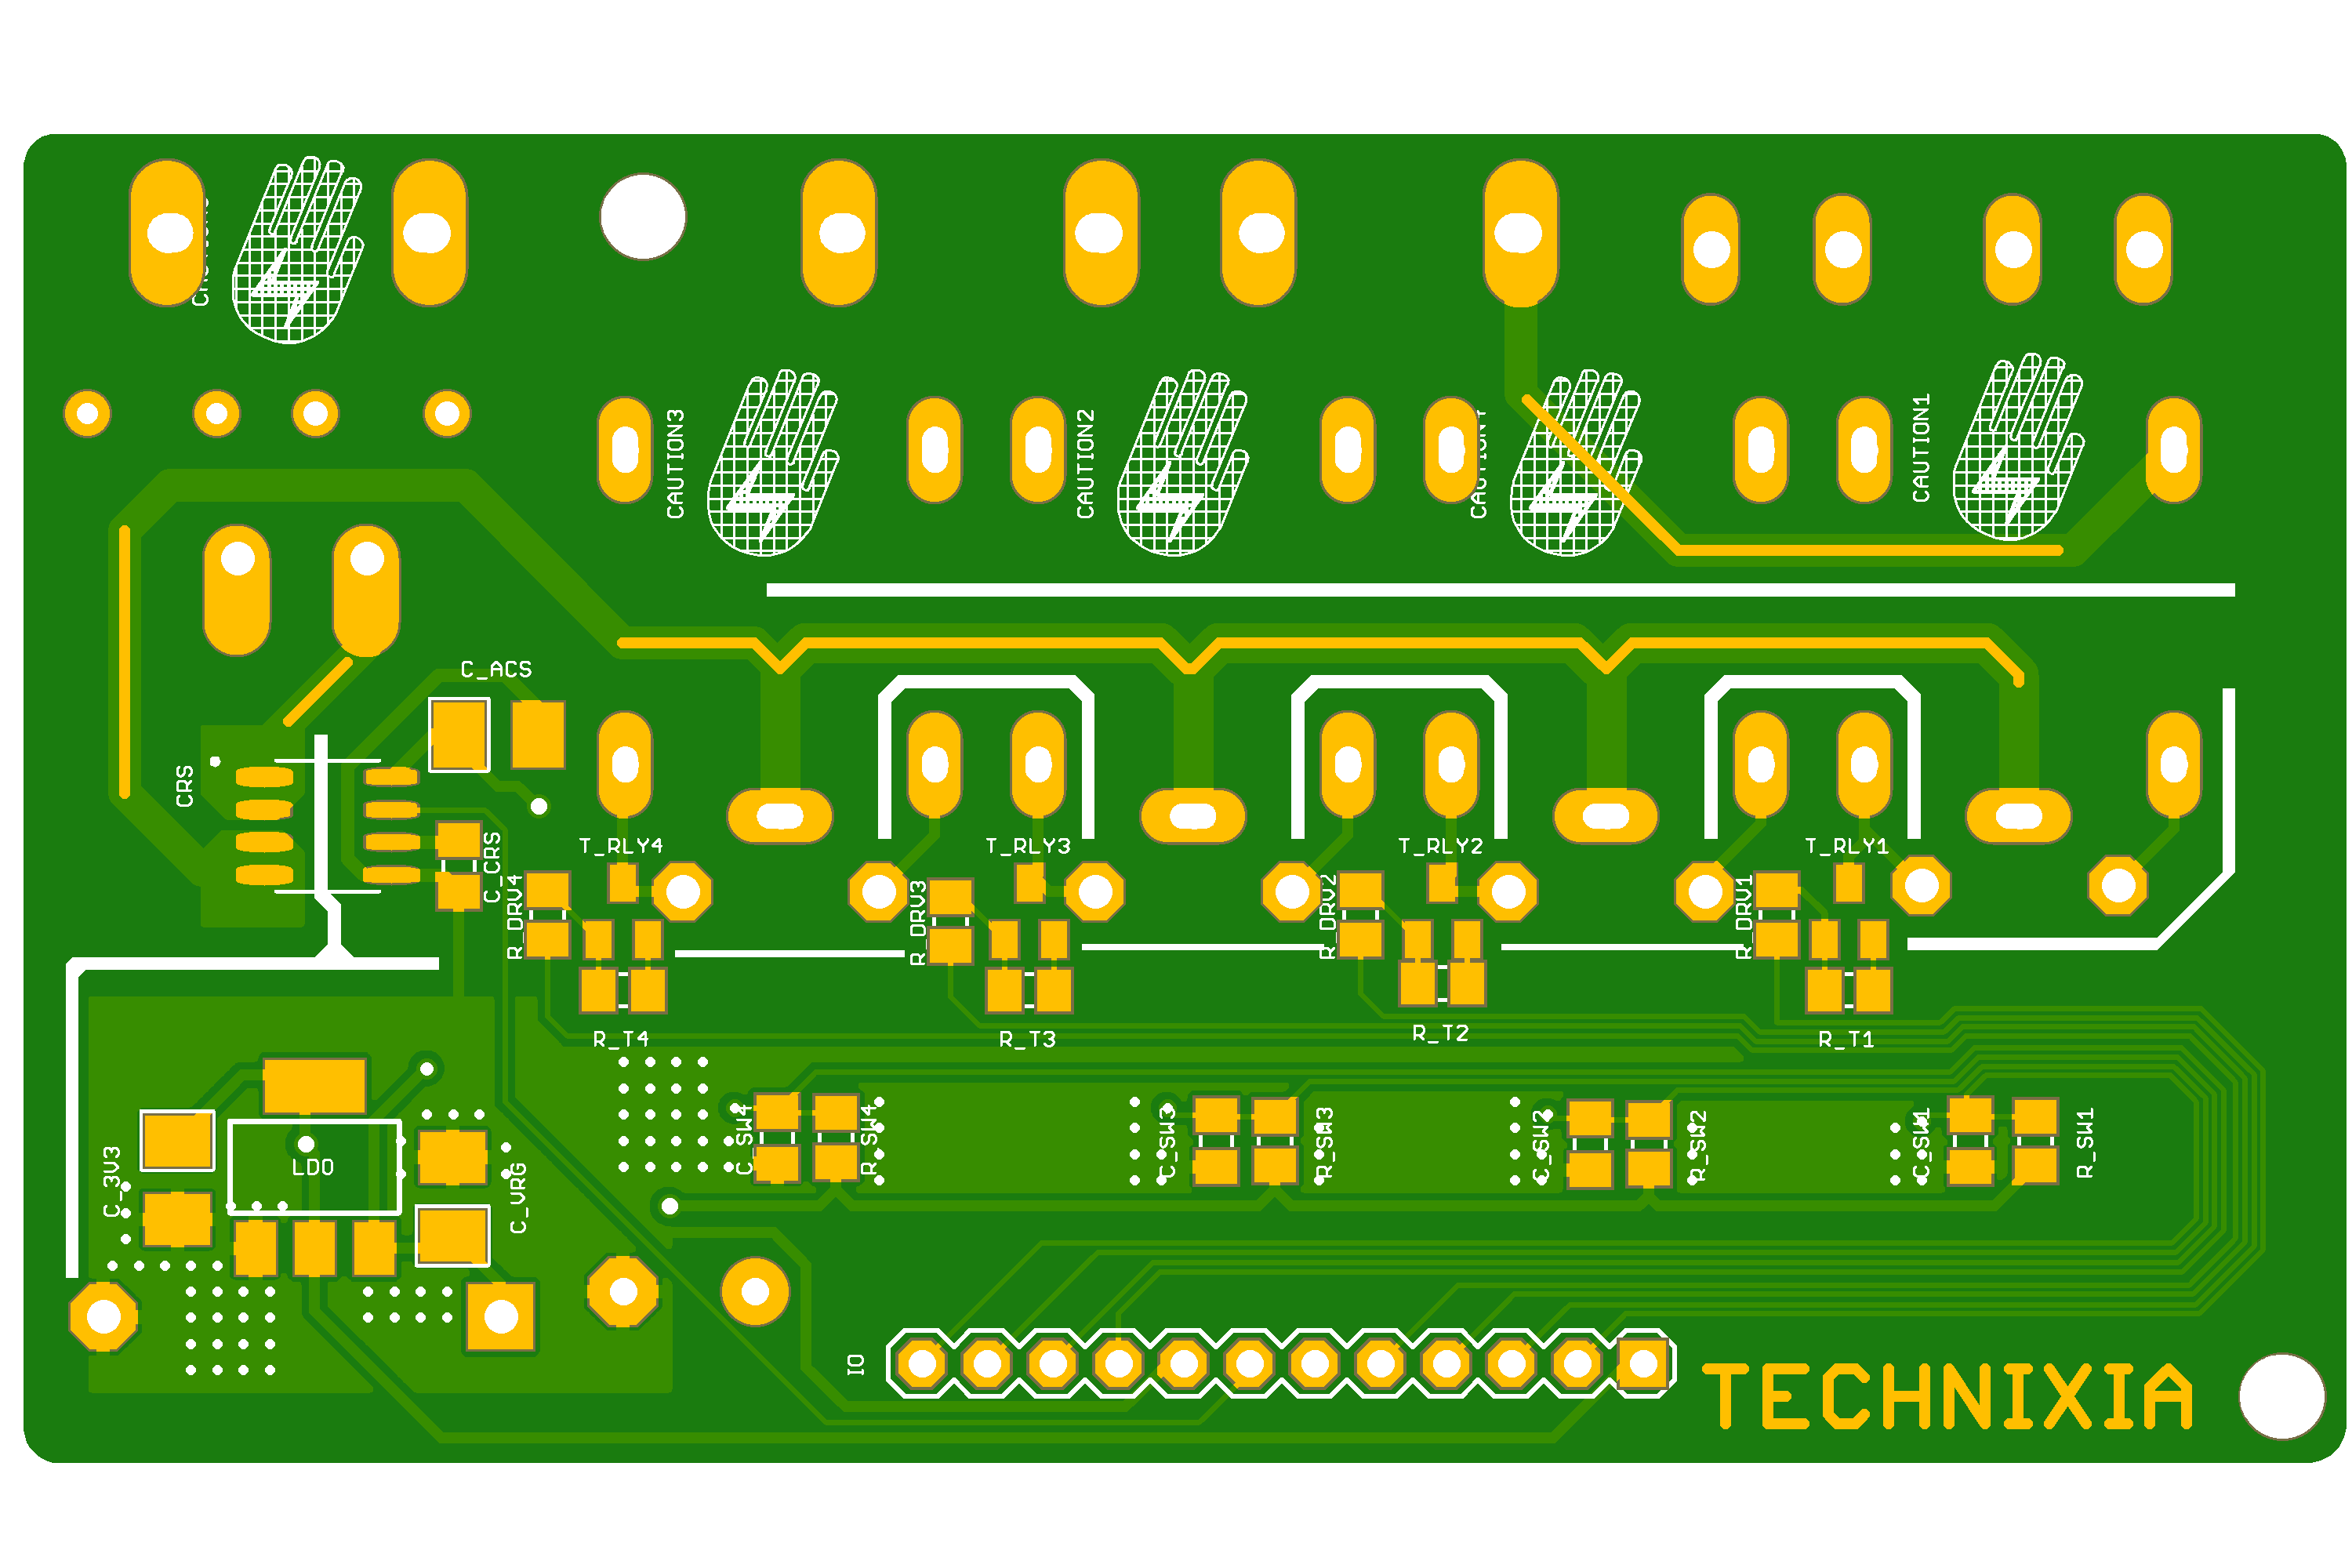 CAUTION3
CAUTION2
CAUTION1
C_ACS
CRS
C_CRS
T_RLY4
T_RLY3
T_RLY2
T_RLY1
R_DRV4
R_DRV3
R_DRV2
R_DRV1
R_T4
R_T3
R_T2
R_T1
C_3V3
LDO
C_VRG
C_SW4
R_SW4
C_SW3
R_SW3
C_SW2
R_SW2
C_SW1
R_SW1
IO
TECHNIXIA